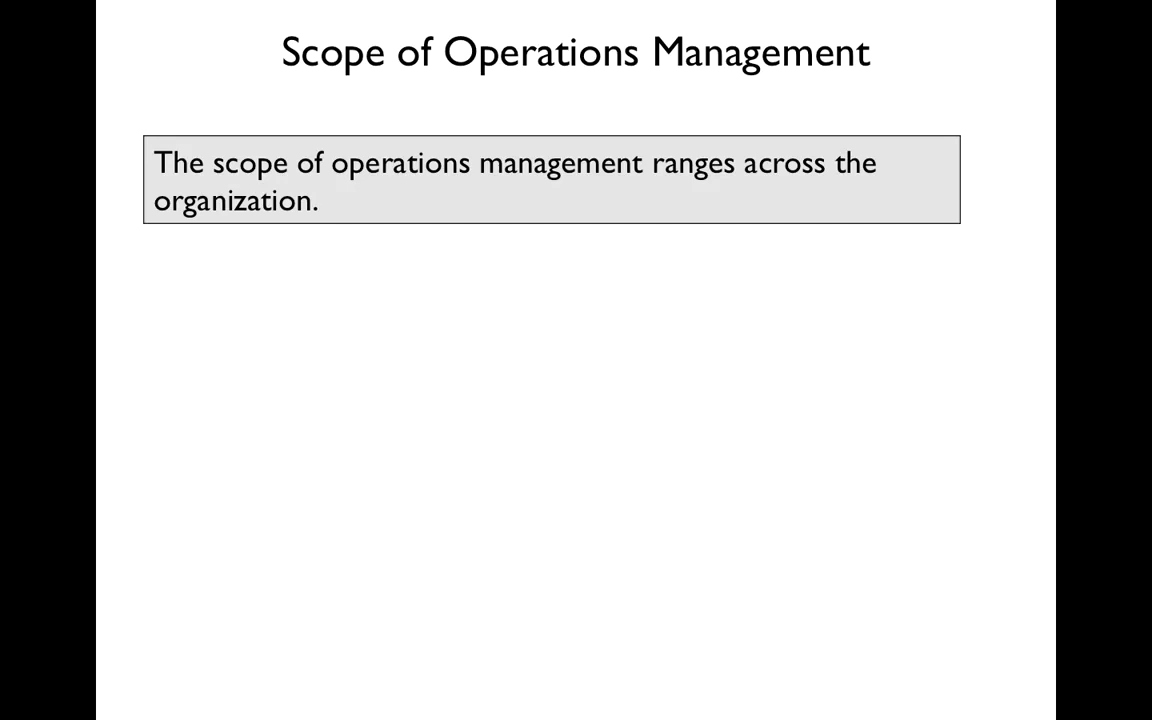 Scope of Operations Management
The scope of operations management ranges across the
organization.